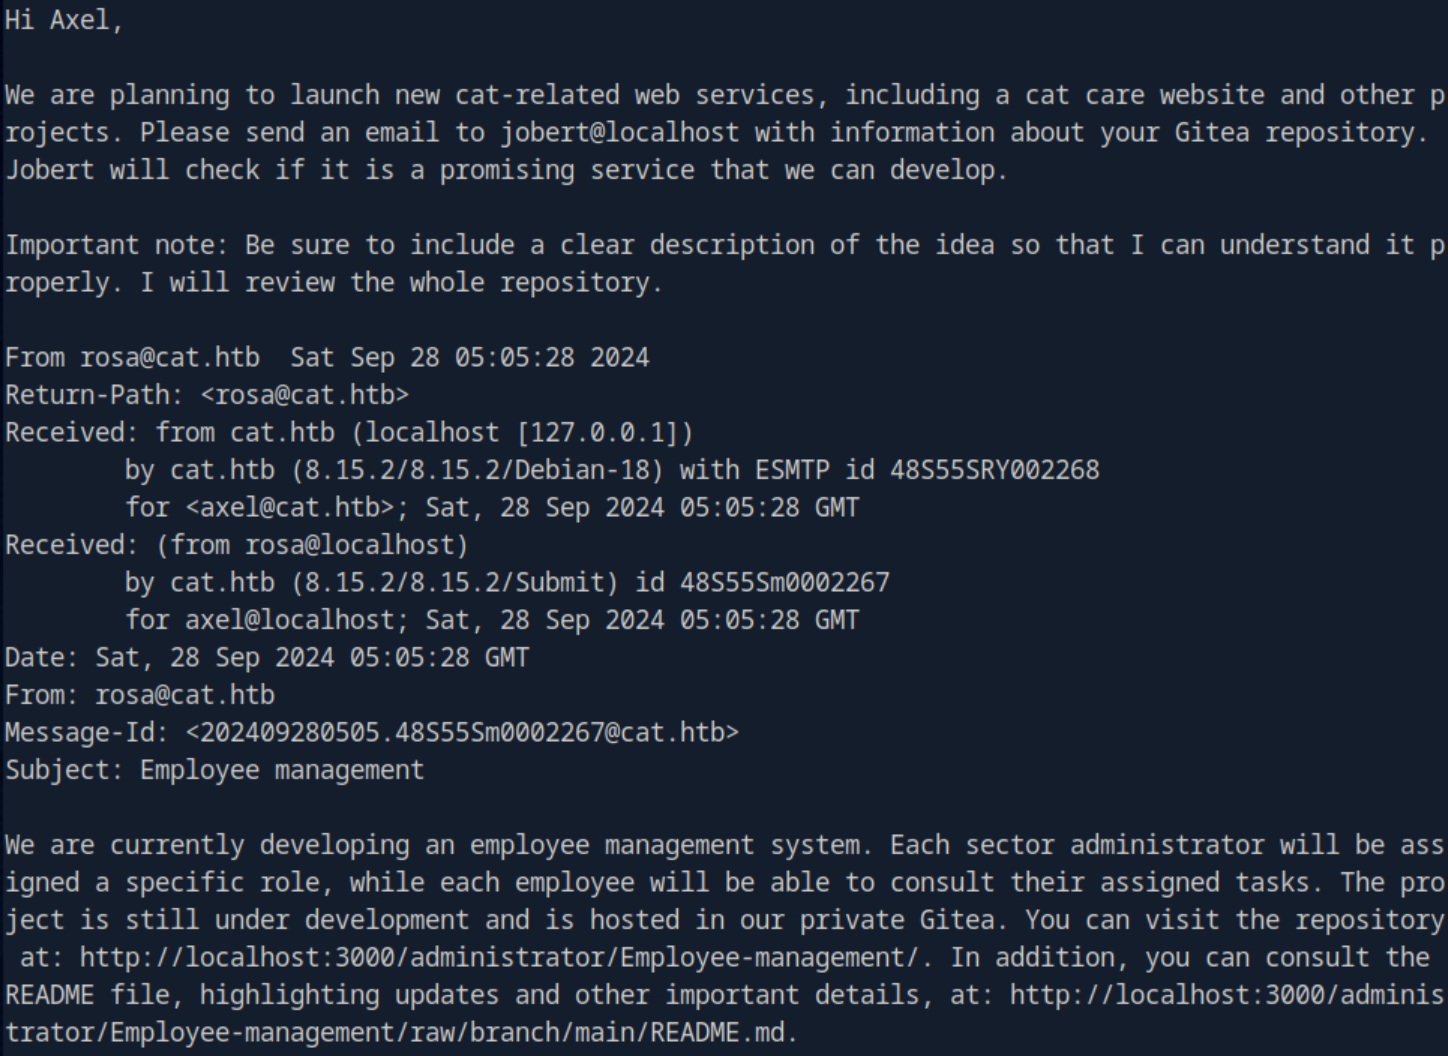 Hi Axel,
We are planning to launch new cat-related web services, including a cat care website and other p
rojects. Please send an email to jobert@localhost with information about your Gitea repository.
Jobert will check if it is a promising service that we can develop.
Important note: Be sure to include a clear description of the idea so that I can understand it p
roperly. I will review the whole repository.
From rosa@cat.htb  Sat Sep 28 05:05:28 2024
Return-Path: <rosa@cat.htb>
Received: from cat.htb (localhost [127.0.0.1])
        by cat.htb (8.15.2/8.15.2/Debian-18) with ESMTP id 48S55SRY002268
        for <axel@cat.htb>; Sat, 28 Sep 2024 05:05:28 GMT
Received: (from rosa@localhost)
        by cat.htb (8.15.2/8.15.2/Submit) id 48S55Sm0002267
        for axel@localhost; Sat, 28 Sep 2024 05:05:28 GMT
Date: Sat, 28 Sep 2024 05:05:28 GMT
From: rosa@cat.htb
Message-Id: <202409280505.48S55Sm0002267@cat.htb>
Subject: Employee management
We are currently developing an employee management system. Each sector administrator will be ass
igned a specific role, while each employee will be able to consult their assigned tasks. The pro
ject is still under development and is hosted in our private Gitea. You can visit the repository
 at: http://localhost:3000/administrator/Employee-management/. In addition, you can consult the
README file, highlighting updates and other important details, at: http://localhost:3000/adminis
trator/Employee-management/raw/branch/main/README.md.